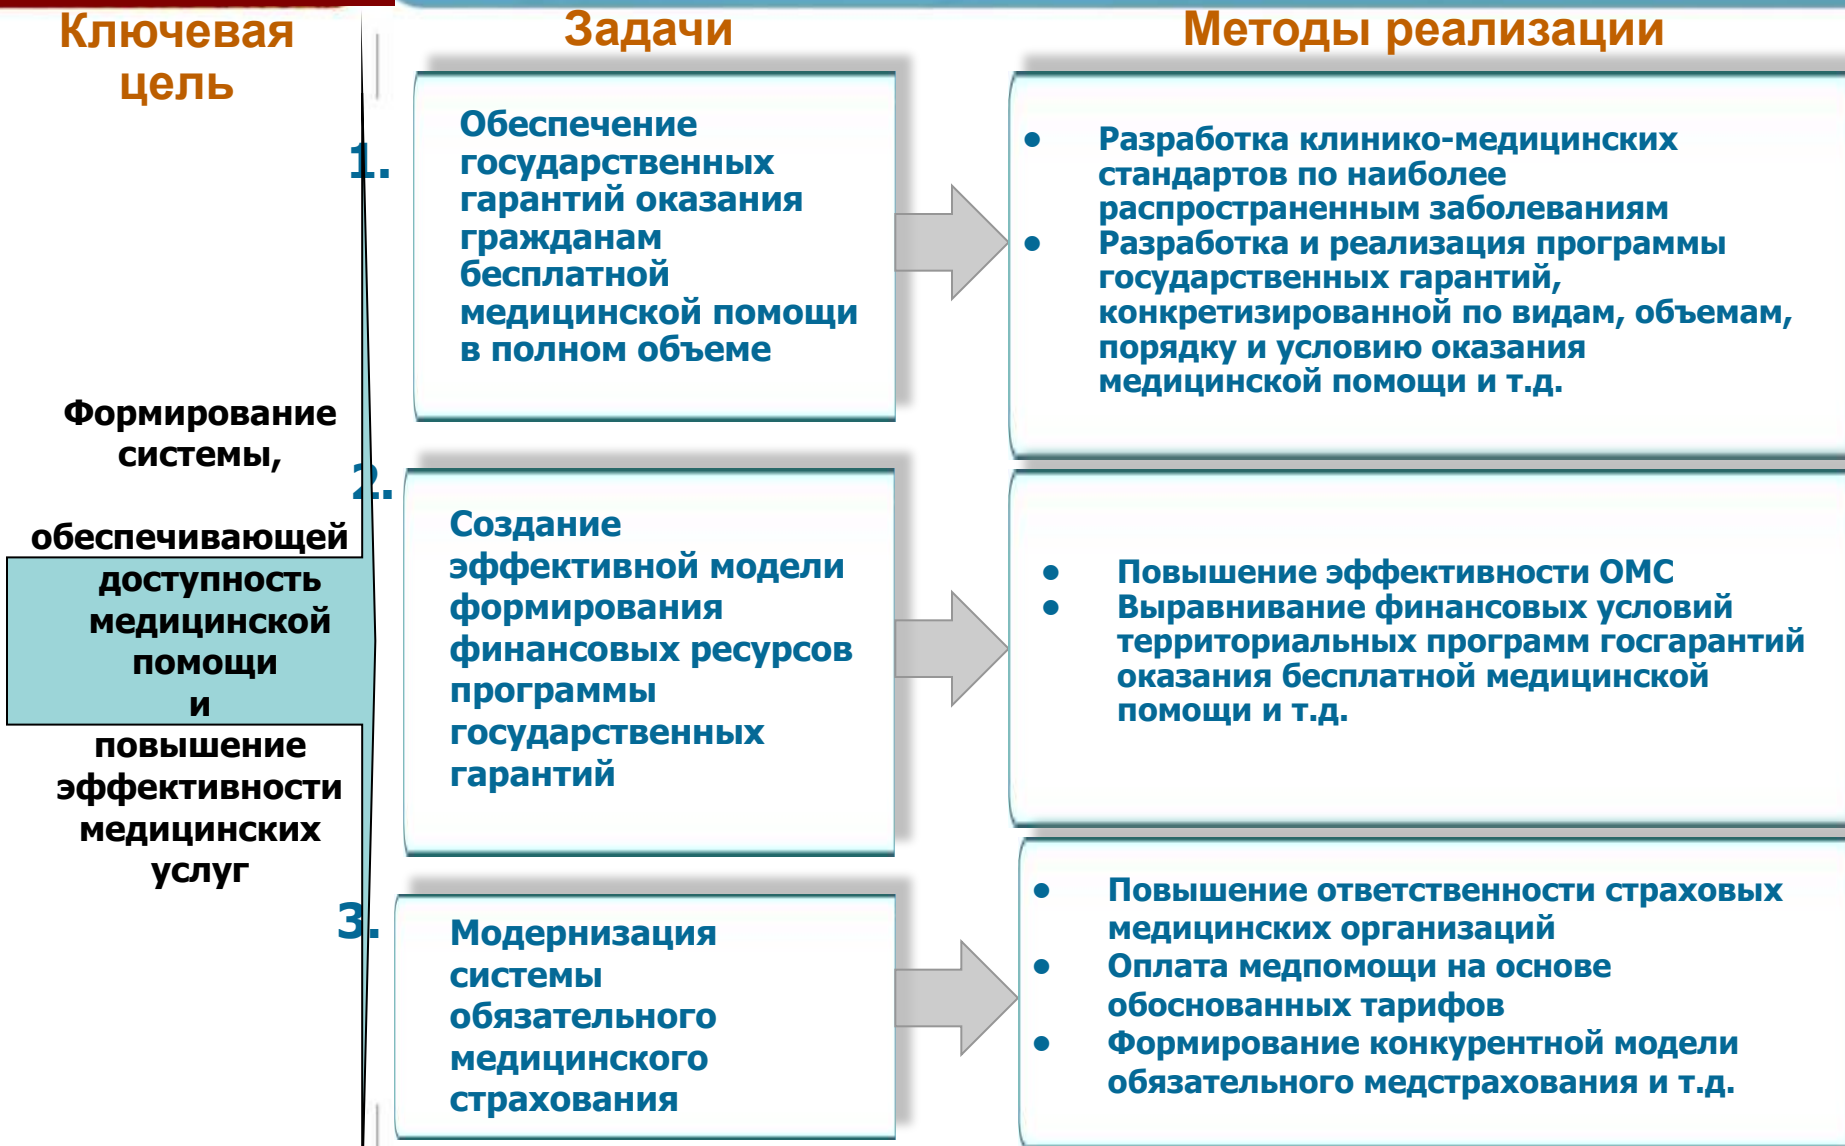 Ключевая
цель
Формирование
системы,
обеспечивающей
доступность
медицинской
помощи
и
повышение
эффективности
медицинских
услуг
Задачи
1.
Обеспечение
государственных
гарантий оказания
гражданам
бесплатной
медицинской помощи
в полном объеме
2.
Создание
эффективной модели
формирования
финансовых ресурсов
программы
государственных
гарантий
3.
Модернизация
системы
обязательного
медицинского
страхования
Методы реализации
• Разработка клинико-медицинских
стандартов по наиболее
распространенным заболеваниям
• Разработка и реализация программы
государственных гарантий,
конкретизированной по видам, объемам,
порядку и условию оказания
медицинской помощи и т.д.
• Повышение эффективности ОМС
• Выравнивание финансовых условий
территориальных программ госгарантий
оказания бесплатной медицинской
помощи и т.д.
• Повышение ответственности страховых
медицинских организаций
• Оплата медпомощи на основе
обоснованных тарифов
• Формирование конкурентной модели
обязательного медстрахования и т.д.